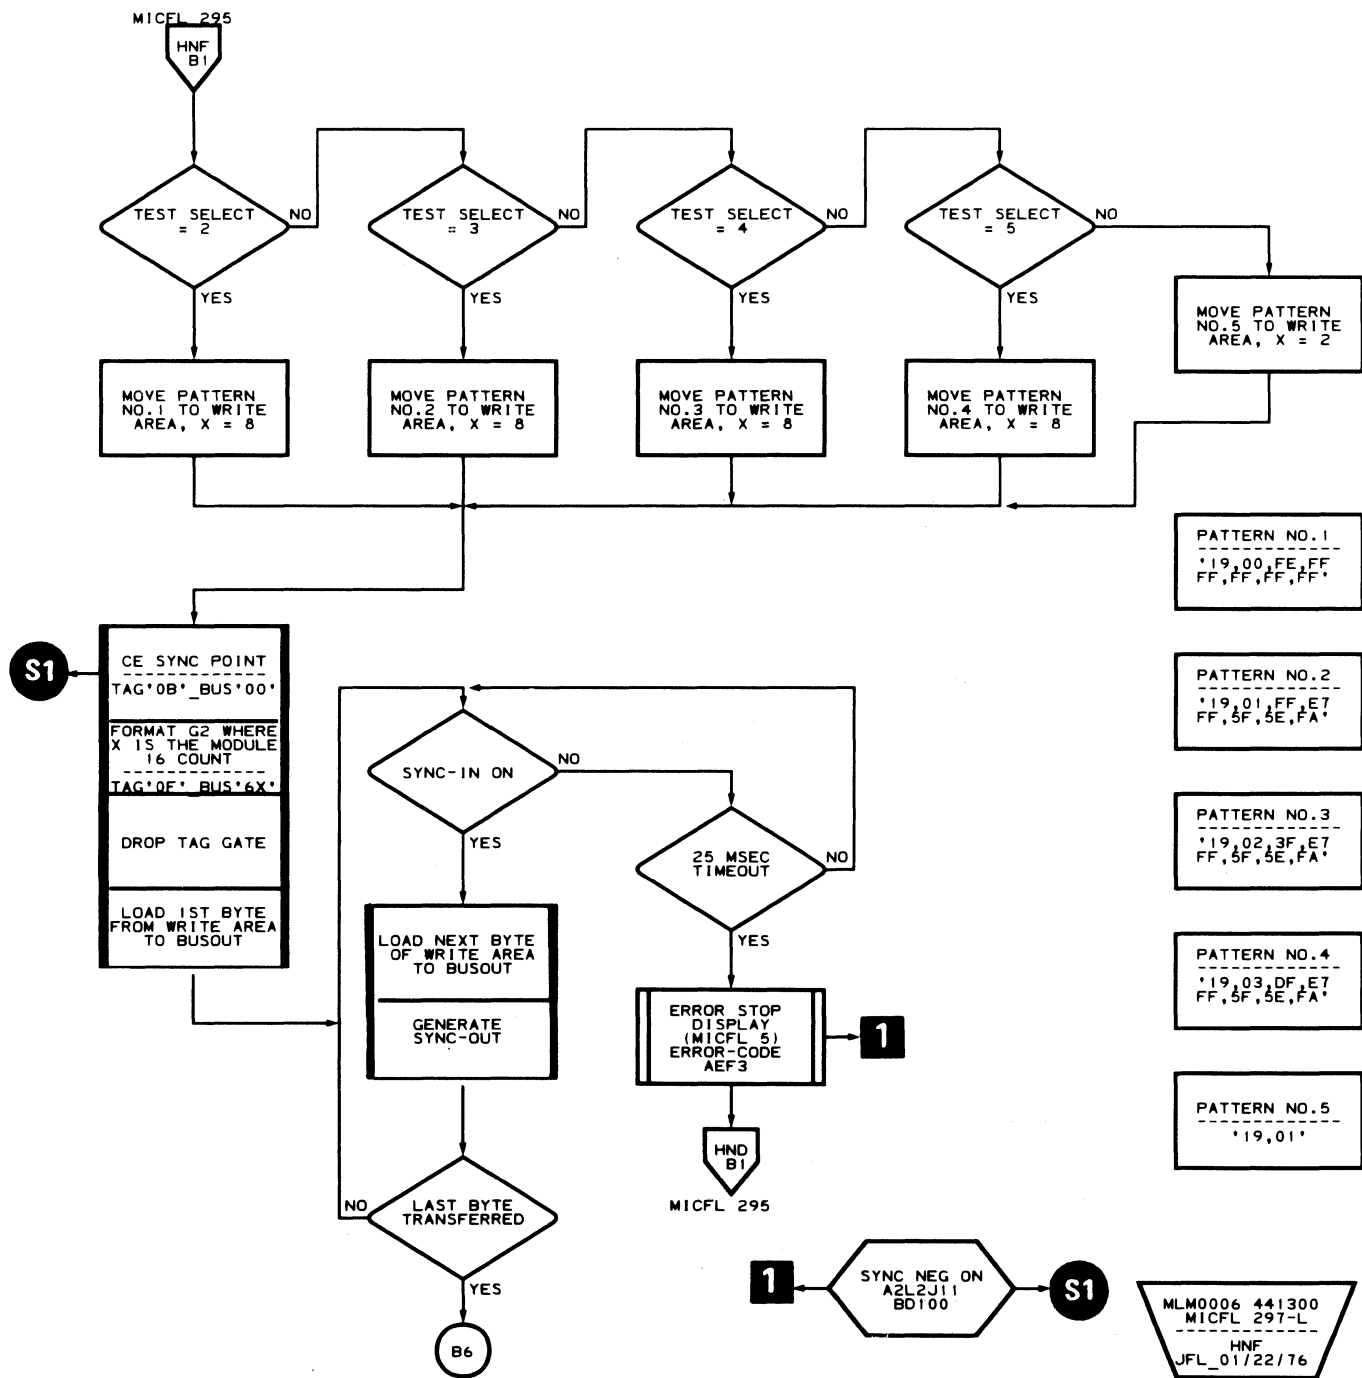 MICFL 295
HNF
B1
TEST SELECT
= 2
NO
YES
TEST SELECT
= 3
NO
YES
TEST SELECT
= 4
NO
YES
TEST SELECT
= 5
NO
YES
MOVE PATTERN
NO.5 TO WRITE
AREA, X = 2
MOVE PATTERN
NO.1 TO WRITE
AREA, X = 8
MOVE PATTERN
NO.2 TO WRITE
AREA, X = 8
MOVE PATTERN
NO.3 TO WRITE
AREA, X = 8
MOVE PATTERN
NO.4 TO WRITE
AREA, X = 8
PATTERN NO.1
'19,00,FE,FF
FF,FF,FF,FF'
S1
CE SYNC POINT
TAG'0B'_BUS'00'
FORMAT G2 WHERE
X IS THE MODULE
16 COUNT
TAG'0F'_BUS'6X'
DROP TAG GATE
LOAD 1ST BYTE
FROM WRITE AREA
TO BUSOUT
SYNC-IN ON
NO
YES
25 MSEC
TIMEOUT
NO
YES
PATTERN NO.2
'19,01,FF,E7
FF,5F,5E,FA'
PATTERN NO.3
'19,02,3F,E7
FF,5F,5E,FA'
LOAD NEXT BYTE
OF WRITE AREA
TO BUSOUT
GENERATE
SYNC-OUT
ERROR STOP
DISPLAY
(MICFL 5)
ERROR-CODE
AEF3
1
PATTERN NO.4
'19,03,DF,E7
FF,5F,5E,FA'
PATTERN NO.5
'19,01'
HND
B1
MICFL 295
LAST BYTE
TRANSFERRED
NO
YES
B6
1
SYNC NEG ON
A2L2J11
BD100
S1
MLM0006 441300
MICFL 297-L
HNF
JFL_01/22/76